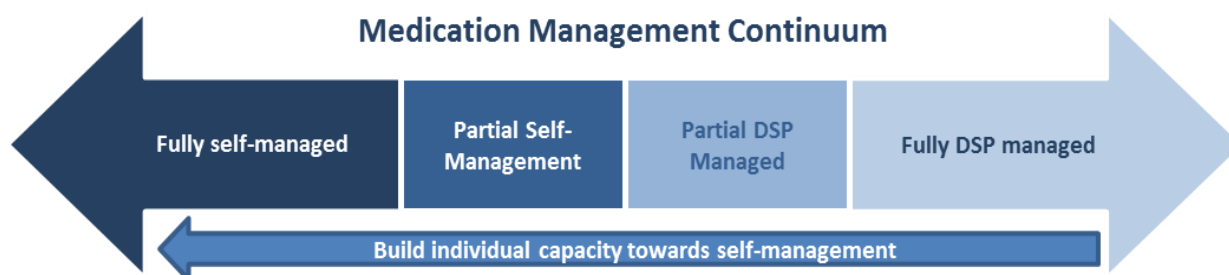 Medication Management Continuum
Fully self-managed
Partial Self-
Management
Partial DSP
Managed
Fully DSP managed
Build individual capacity towards self-management